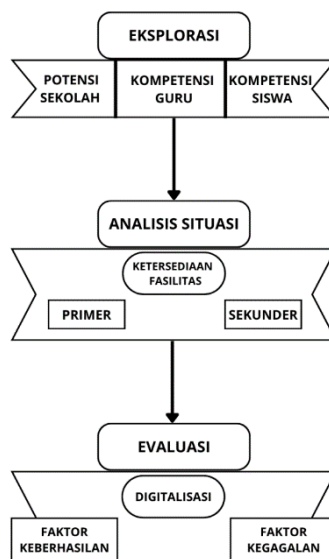 EKSPLORASI
POTENSI
SEKOLAH
KOMPETENSI
GURU
KOMPETENSI
SISWA
ANALISIS SITUASI
KETERSEDIAAN
FASILITAS
PRIMER
SEKUNDER
EVALUASI
DIGITALISASI
FAKTOR
KEBERHASILAN
FAKTOR
KEGAGALAN